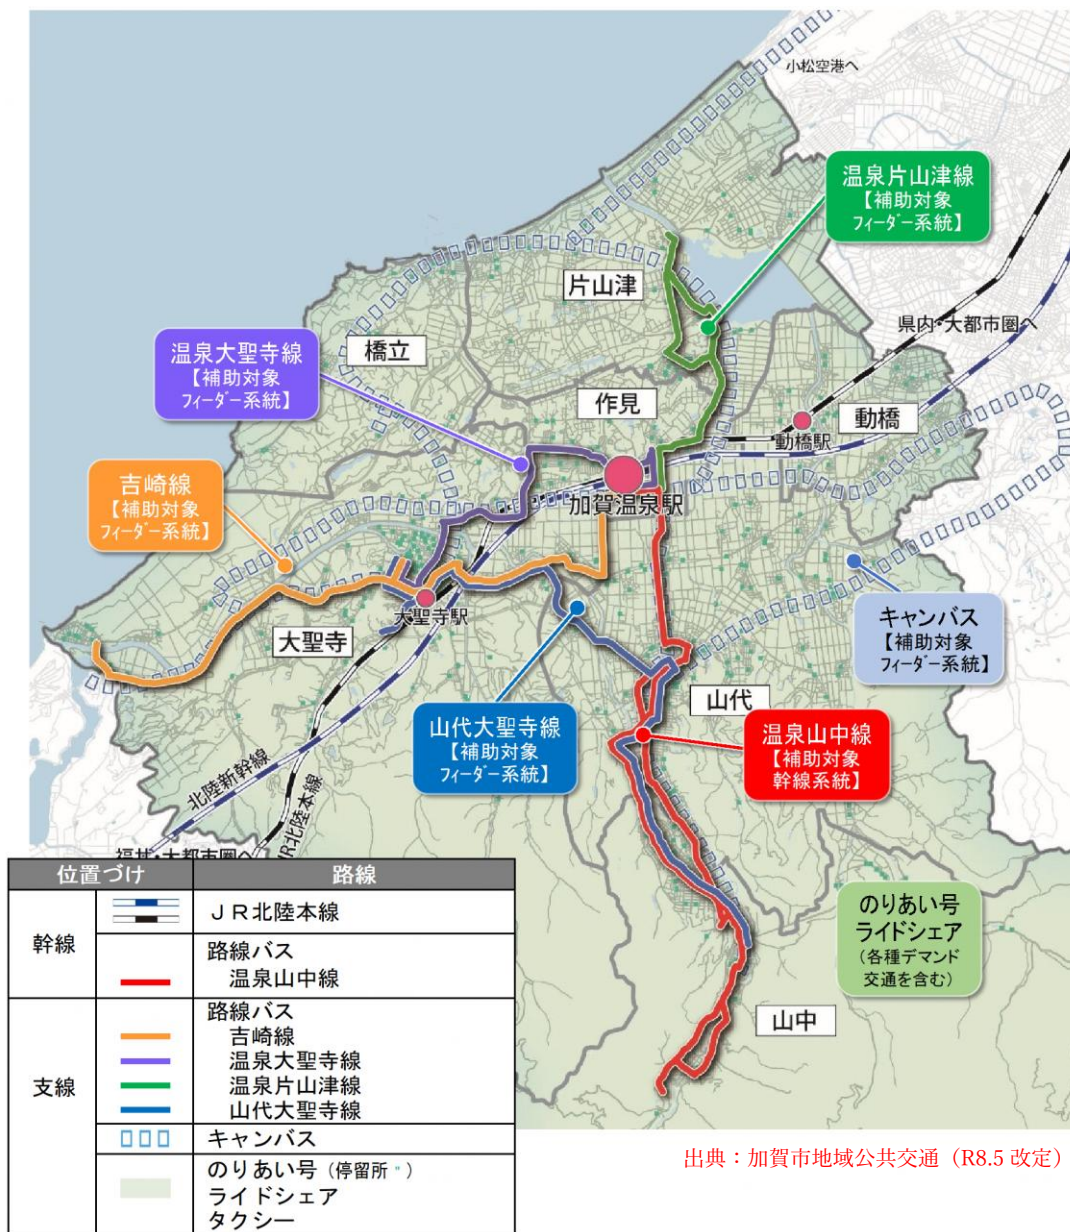 小松空港へ
温泉片山津線
【補助対象
フィーダー系統】
片山津
県内・大都市圏へ
温泉大聖寺線
【補助対象
フィーダー系統】
橋立
作見
動橋
動橋駅
吉崎線
【補助対象
フィーダー系統】
加賀温泉駅
大聖寺駅
大聖寺
キャンバス
【補助対象
フィーダー系統】
山代
山代大聖寺線
【補助対象
フィーダー系統】
温泉山中線
【補助対象
幹線系統】
北陸新幹線
JR北陸本線
福井・大都市圏へ
のりあい号
ライドシェア
(各種デマンド
交通を含む)
山中
位置づけ 路線
幹線 JR北陸本線
路線バス
温泉山中線
支線 路線バス
吉崎線
温泉大聖寺線
温泉片山津線
山代大聖寺線
キャンバス
のりあい号(停留所 )
ライドシェア
タクシー
出典:加賀市地域公共交通(R8.5 改定)